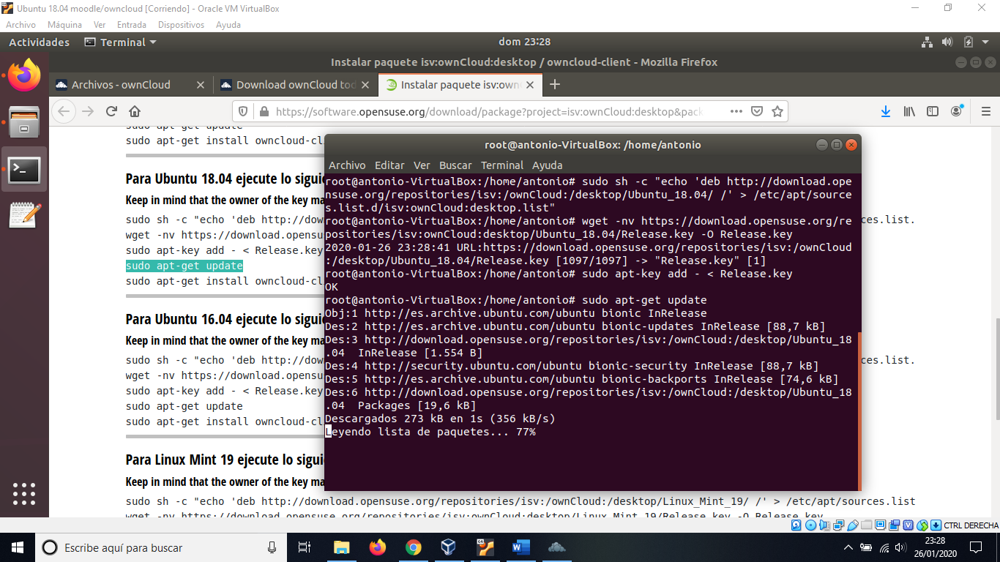 Ubuntu 18.04 moodle/owncloud [Corriendo] - Oracle VM VirtualBox
Archivo Máquina Ver Entrada Dispositivos Ayuda
Actividades Terminal dom 23:28
Instalar paquete isv:ownCloud:desktop / owncloud-client - Mozilla Firefox
Archivos - ownCloud Download ownCloud tod Instalar paquete isv:ownC
https://software.opensuse.org/download/package?project=isv:ownCloud:desktop&pack
sudo apt-get update
sudo apt-get install owncloud-cl
Para Ubuntu 18.04 ejecute lo siguie
Keep in mind that the owner of the key ma
sudo sh -c "echo 'deb http://dow
rces.list.
wget -nv https://download.opensu
sudo apt-key add - < Release.key
sudo apt-get update
sudo apt-get install owncloud-cl
Para Ubuntu 16.04 ejecute lo siguie
Keep in mind that the owner of the key ma
sudo sh -c "echo 'deb http://dow
rces.list.
wget -nv https://download.opensu
sudo apt-key add - < Release.key
sudo apt-get update
sudo apt-get install owncloud-cl
Para Linux Mint 19 ejecute lo siguie
Keep in mind that the owner of the key ma
sudo sh -c "echo 'deb http://download.opensuse.org/repositories/isv:/ownCloud:/desktop/Linux_Mint_19/ /' > /etc/apt/sources.list
wget -nv https://download.opensuse.org/repositories/isv:ownCloud:desktop/Linux_Mint_19/Release.key -O Release.key
root@antonio-VirtualBox: /home/antonio
Archivo Editar Ver Buscar Terminal Ayuda
root@antonio-VirtualBox:/home/antonio# sudo sh -c "echo 'deb http://download.ope
nsuse.org/repositories/isv:/ownCloud:/desktop/Ubuntu_18.04/ /' > /etc/apt/source
s.list.d/isv:ownCloud:desktop.list"
root@antonio-VirtualBox:/home/antonio# wget -nv https://download.opensuse.org/re
positories/isv:ownCloud:desktop/Ubuntu_18.04/Release.key -O Release.key
2020-01-26 23:28:41 URL:https://download.opensuse.org/repositories/isv:/ownCloud
:/desktop/Ubuntu_18.04/Release.key [1097/1097] -> "Release.key" [1]
root@antonio-VirtualBox:/home/antonio# sudo apt-key add - < Release.key
OK
root@antonio-VirtualBox:/home/antonio# sudo apt-get update
Obj:1 http://es.archive.ubuntu.com/ubuntu bionic InRelease
Des:2 http://es.archive.ubuntu.com/ubuntu bionic-updates InRelease [88,7 kB]
Des:3 http://download.opensuse.org/repositories/isv:/ownCloud:/desktop/Ubuntu_18
.04 InRelease [1.554 B]
Des:4 http://security.ubuntu.com/ubuntu bionic-security InRelease [88,7 kB]
Des:5 http://es.archive.ubuntu.com/ubuntu bionic-backports InRelease [74,6 kB]
Des:6 http://download.opensuse.org/repositories/isv:/ownCloud:/desktop/Ubuntu_18
.04 Packages [19,6 kB]
Descargados 273 kB en 1s (356 kB/s)
Leyendo lista de paquetes... 77%
CTRL DERECHA
Escribe aquí para buscar
23:28
26/01/2020